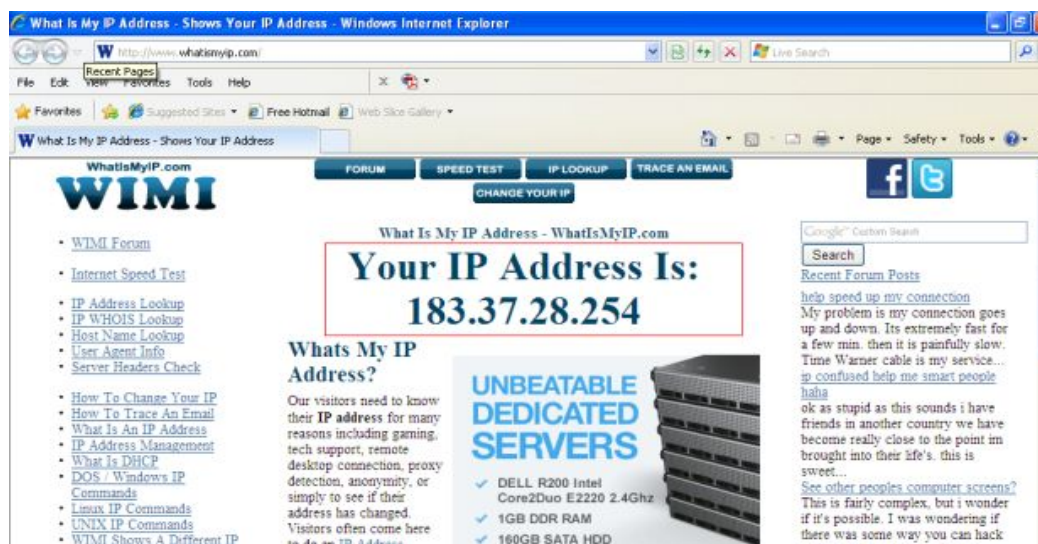 What Is My IP Address - Shows Your IP Address - Windows Internet Explorer
W http://www.whatismyip.com/
Live Search
Recent Pages
File Edit View Favorites Tools Help
Favorites Suggested Sites Free Hotmail Web Slice Gallery
W What Is My IP Address - Shows Your IP Address
Page Safety Tools
WhatIsMyIP.com
WIMI
FORUM SPEED TEST IP LOOKUP TRACE AN EMAIL
CHANGE YOUR IP
WIMI Forum
Internet Speed Test
IP Address Lookup
IP WHOIS Lookup
Host Name Lookup
User Agent Info
Server Headers Check
How To Change Your IP
How To Trace An Email
What Is An IP Address
IP Address Management
What Is DHCP
DOS / Windows IP
Commands
Linux IP Commands
UNIX IP Commands
WIMI Shows A Different IP
What Is My IP Address - WhatIsMyIP.com
Your IP Address Is:
183.37.28.254
Whats My IP
Address?
Our visitors need to know
their IP address for many
reasons including gaming,
tech support, remote
desktop connection, proxy
detection, anonymity, or
simply to see if their
address has changed.
Visitors often come here
to do an IP Address
UNBEATABLE
DEDICATED
SERVERS
DELL R200 Intel
Core2Duo E2220 2.4Ghz
1GB DDR RAM
160GB SATA HDD
f
Google™ Custom Search
Search
Recent Forum Posts
help speed up my connection
My problem is my connection goes
up and down. Its extremely fast for
a few min. then it is painfully slow.
Time Warner cable is my service...
ip confused help me smart people
haha
ok as stupid as this sounds i have
friends in another country we have
become really close to the point im
brought into their life's. this is
sweet...
See other peoples computer screens?
This is fairly complex, but i wonder
if it's possible. I was wondering if
there was some way you can hack